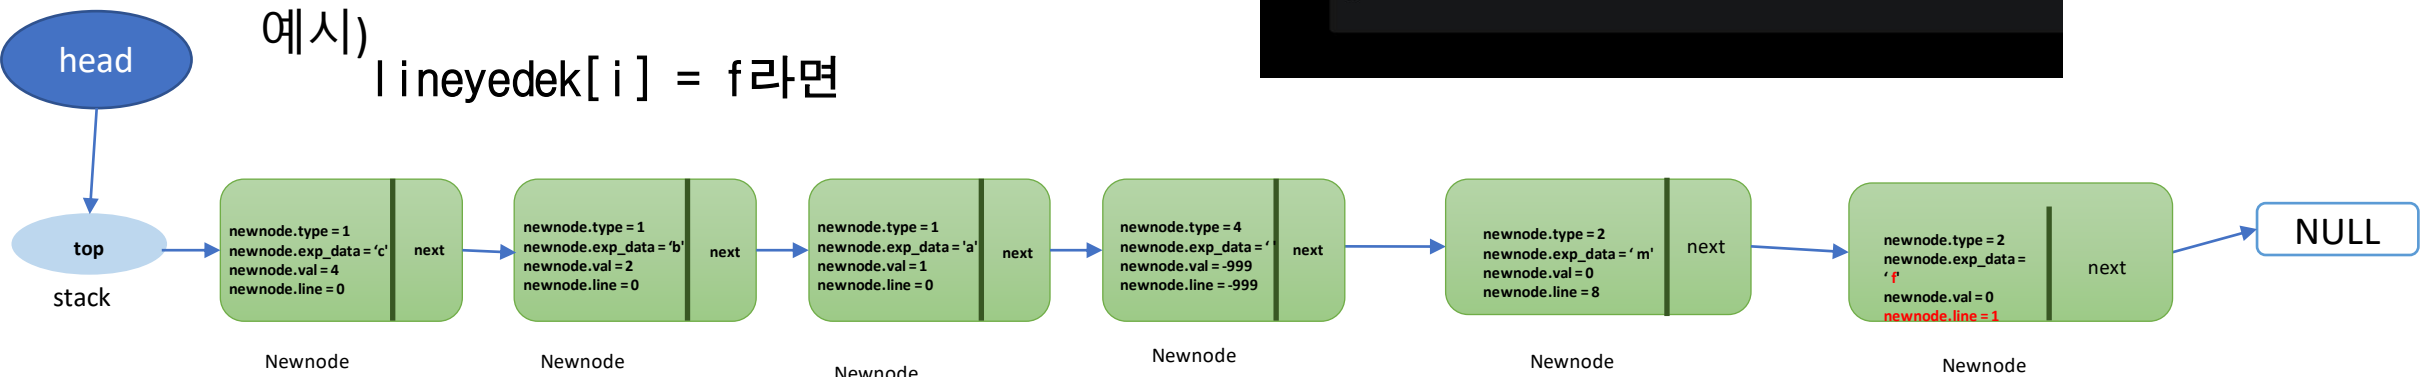 head
예시)
lineyedek[i] = f라면
top
stack
newnode.type = 1
newnode.exp_data = ‘c'
newnode.val = 4
newnode.line = 0
next
Newnode
newnode.type = 1
newnode.exp_data = ‘b'
newnode.val = 2
newnode.line = 0
next
Newnode
newnode.type = 1
newnode.exp_data = 'a'
newnode.val = 1
newnode.line = 0
next
Newnode
newnode.type = 4
newnode.exp_data = ‘ '
newnode.val = -999
newnode.line = -999
next
Newnode
newnode.type = 2
newnode.exp_data = ‘ m'
newnode.val = 0
newnode.line = 8
next
Newnode
newnode.type = 2
newnode.exp_data =
‘ f'
newnode.val = 0
newnode.line = 1
next
Newnode
NULL